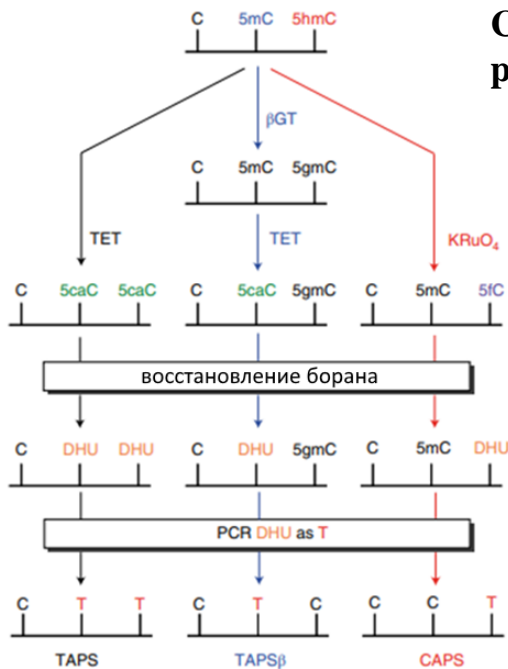 C 5mC 5hmC
βGT
C 5mC 5gmC
TET TET KRuO₄
C 5caC 5caC C 5caC 5gmC C 5mC 5fC
восстановление борана
C DHU DHU C DHU 5gmC C 5mC DHU
PCR DHU as T
C T T C T C C C T
TAPS TAPSβ CAPS